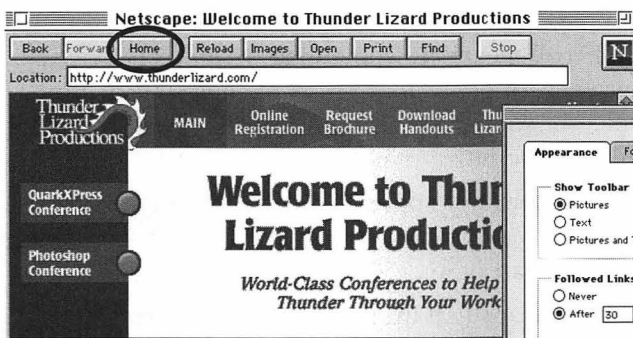 Netscape: Welcome to Thunder Lizard Productions
Back Forward Home Reload Images Open Print Find Stop
N
Location: http://www.thunderlizard.com/
Thunder
Lizard
Productions
MAIN
Online
Registration
Request
Brochure
Download
Handouts
QuarkXPress
Conference
Photoshop
Conference
Welcome to Thun
Lizard Productio
World-Class Conferences to Help
Thunder Through Your Work
Appearance
Show Toolbar
Pictures
Text
Pictures and
Followed Links
Never
After 30